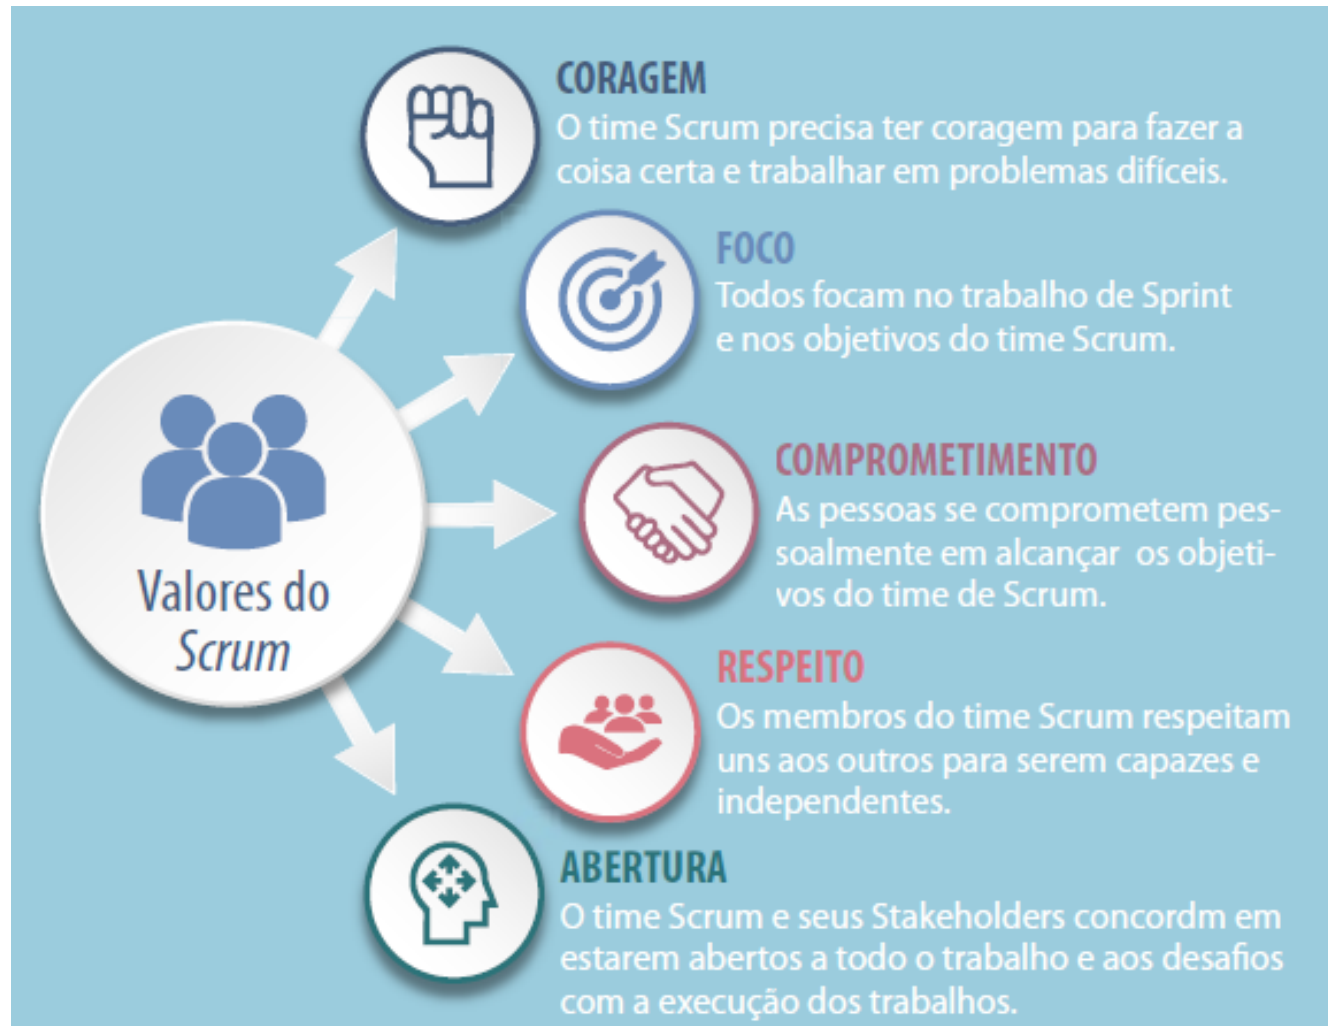 CORAGEM
O time Scrum precisa ter coragem para fazer a
coisa certa e trabalhar em problemas difíceis.
FOCO
Todos focam no trabalho de Sprint
e nos objetivos do time Scrum.
COMPROMETIMENTO
As pessoas se comprometem pes-
soalmente em alcançar os objeti-
vos do time de Scrum.
Valores do
Scrum
RESPEITO
Os membros do time Scrum respeitam
uns aos outros para serem capazes e
independentes.
ABERTURA
O time Scrum e seus Stakeholders concordm em
estarem abertos a todo o trabalho e aos desafios
com a execução dos trabalhos.